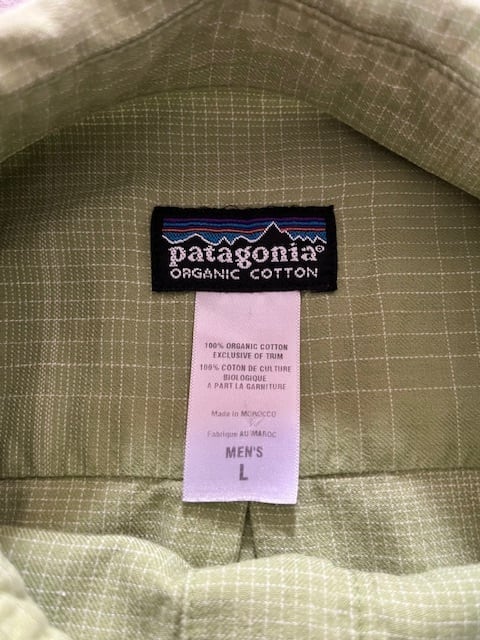 patagonia®
ORGANIC COTTON
100% ORGANIC COTTON
EXCLUSIVE OF TRIM
100% COTON DE CULTURE
BIOLOGIQUE
A PART LA GARNITURE
Made in MOROCCO
Fabrique AU MAROC
MEN'S
L